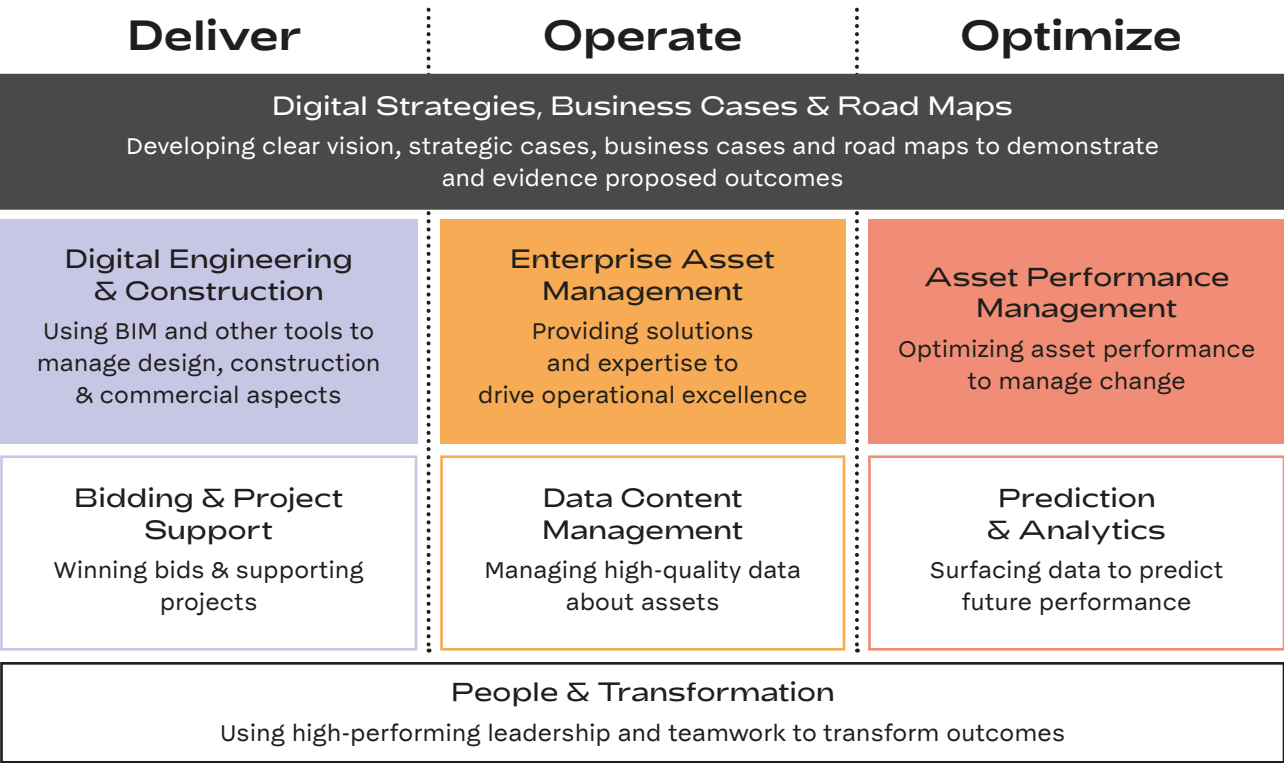 Deliver
Operate
Optimize
Digital Strategies, Business Cases & Road Maps
Developing clear vision, strategic cases, business cases and road maps to demonstrate
and evidence proposed outcomes
Digital Engineering
& Construction
Using BIM and other tools to
manage design, construction
& commercial aspects
Enterprise Asset
Management
Providing solutions
and expertise to
drive operational excellence
Asset Performance
Management
Optimizing asset performance
to manage change
Bidding & Project
Support
Winning bids & supporting
projects
Data Content
Management
Managing high-quality data
about assets
Prediction
& Analytics
Surfacing data to predict
future performance
People & Transformation
Using high-performing leadership and teamwork to transform outcomes